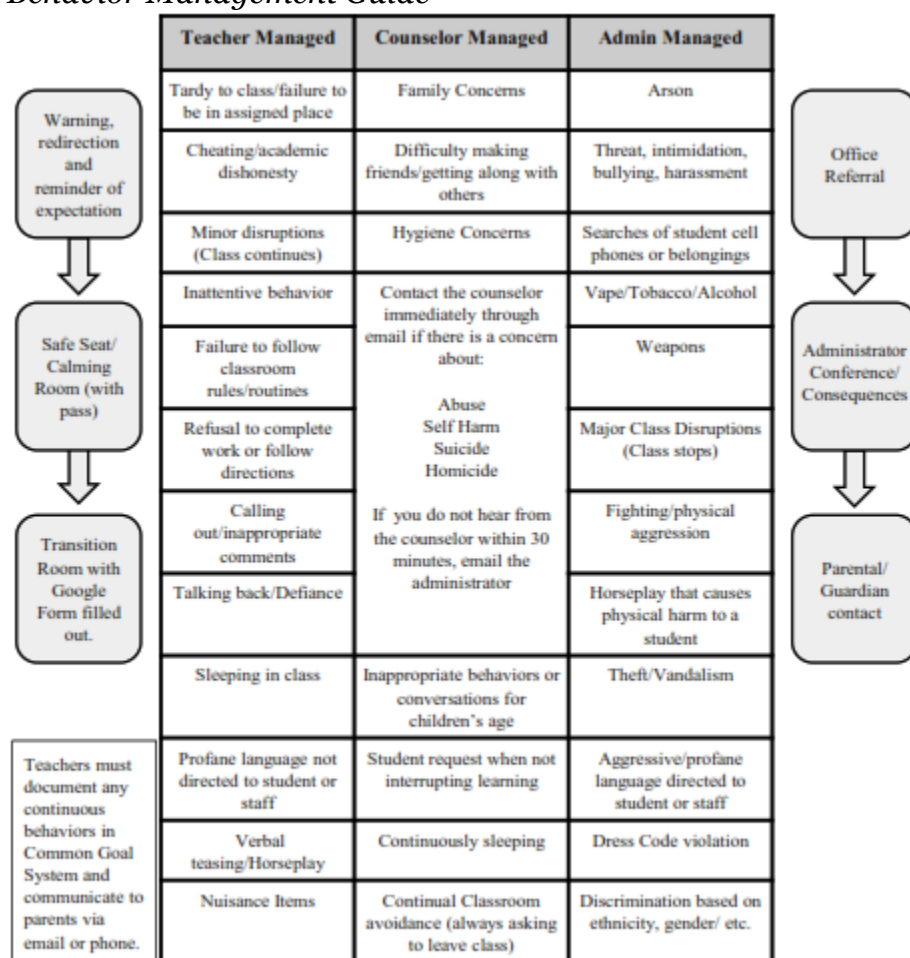 Behavior Management Guide
Teacher Managed
Counselor Managed
Admin Managed
Warning,
redirection
and
reminder of
expectation
Safe Seat/
Calming
Room (with
pass)
Transition
Room with
Google
Form filled
out.
Teachers must
document any
continuous
behaviors in
Common Goal
System and
communicate to
parents via
email or phone.
Tardy to class/failure to
be in assigned place
Family Concerns
Arson
Cheating/academic
dishonesty
Difficulty making
friends/getting along with
others
Threat, intimidation,
bullying, harassment
Minor disruptions
(Class continues)
Hygiene Concerns
Searches of student cell
phones or belongings
Inattentive behavior
Contact the counselor
immediately through
email if there is a concern
about:
Abuse
Self Harm
Suicide
Homicide
If you do not hear from
the counselor within 30
minutes, email the
administrator
Vape/Tobacco/Alcohol
Failure to follow
classroom
rules/routines
Weapons
Refusal to complete
work or follow
directions
Major Class Disruptions
(Class stops)
Calling
out/inappropriate
comments
Fighting/physical
aggression
Talking back/Defiance
Horseplay that causes
physical harm to a
student
Sleeping in class
Inappropriate behaviors or
conversations for
children's age
Theft/Vandalism
Profane language not
directed to student or
staff
Student request when not
interrupting learning
Aggressive/profane
language directed to
student or staff
Verbal
teasing/Horseplay
Continuously sleeping
Dress Code violation
Nuisance Items
Continual Classroom
avoidance (always asking
to leave class)
Discrimination based on
ethnicity, gender/ etc.
Office
Referral
Administrator
Conference/
Consequences
Parental/
Guardian
contact